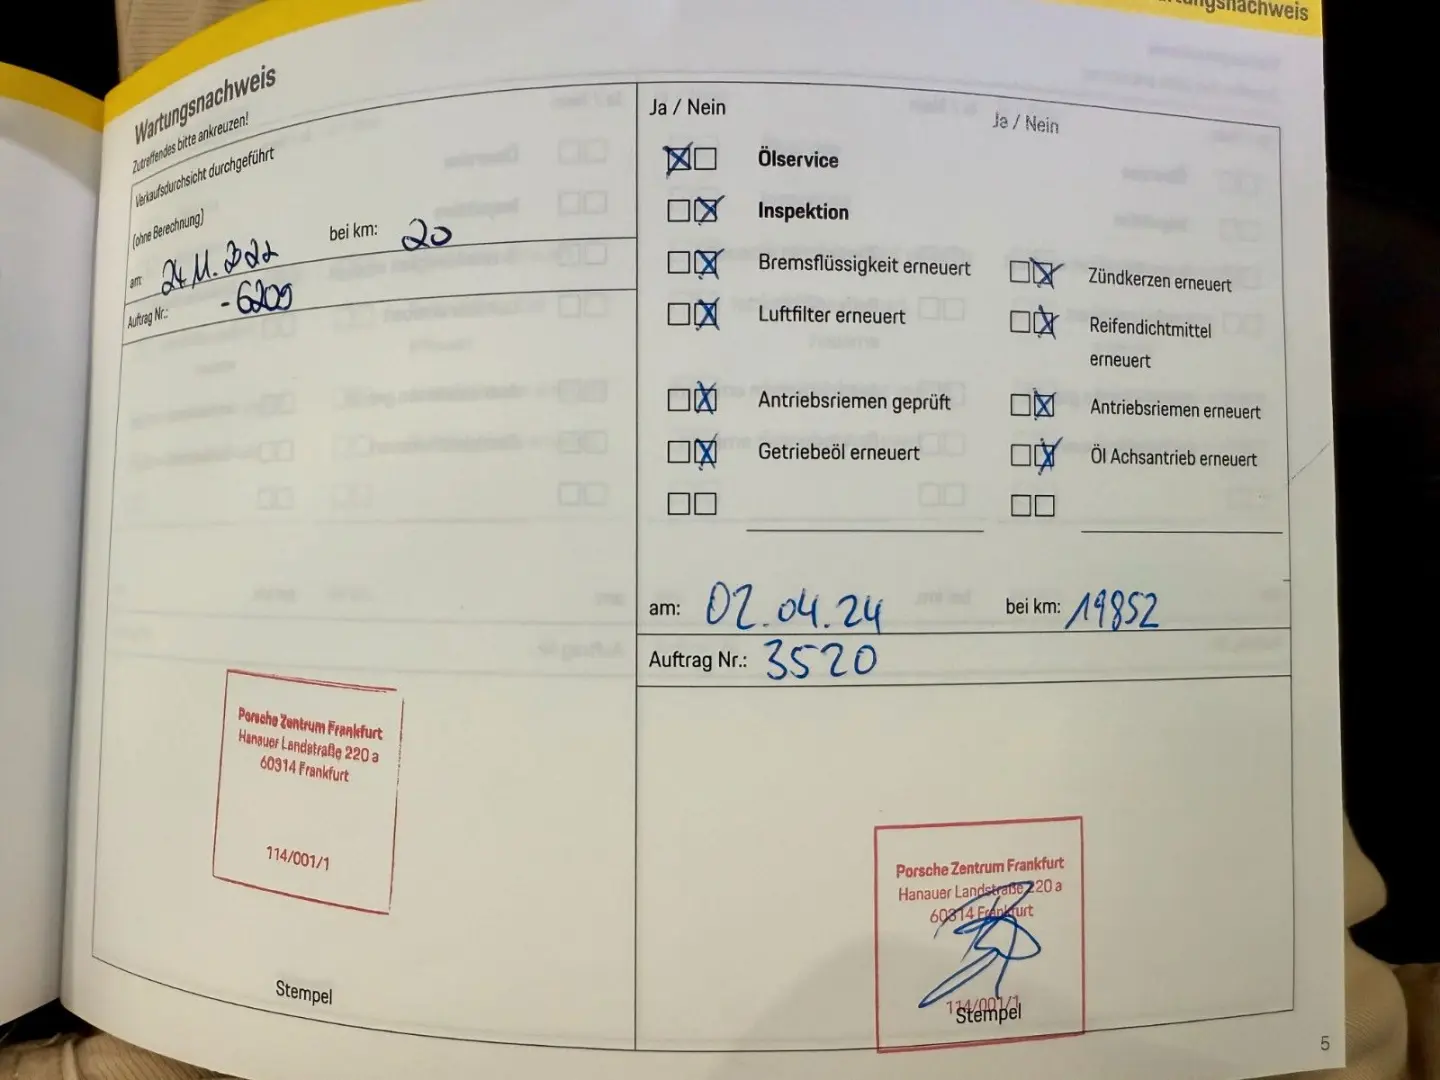 Wartungsnachweis
Wartungsnachweis
Zutreffendes bitte ankreuzen!
Verkaufsdurchsicht durchgeführt
(ohne Berechnung)
am: 24 11. 2022 bei km: 20
Auftrag Nr.: -6209
Porsche Zentrum Frankfurt
Hanauer Landstraße 220 a
60314 Frankfurt
114/001/1
Stempel
Ja / Nein Ja / Nein
Ölservice
Inspektion
Bremsflüssigkeit erneuert Zündkerzen erneuert
Luftfilter erneuert Reifendichtmittel
erneuert
Antriebsriemen geprüft Antriebsriemen erneuert
Getriebeöl erneuert Öl Achsantrieb erneuert
am: 02.04.24 bei km: 19852
Auftrag Nr.: 3520
Porsche Zentrum Frankfurt
Hanauer Landstraße 220 a
60314 Frankfurt
114/001/1
Stempel
5